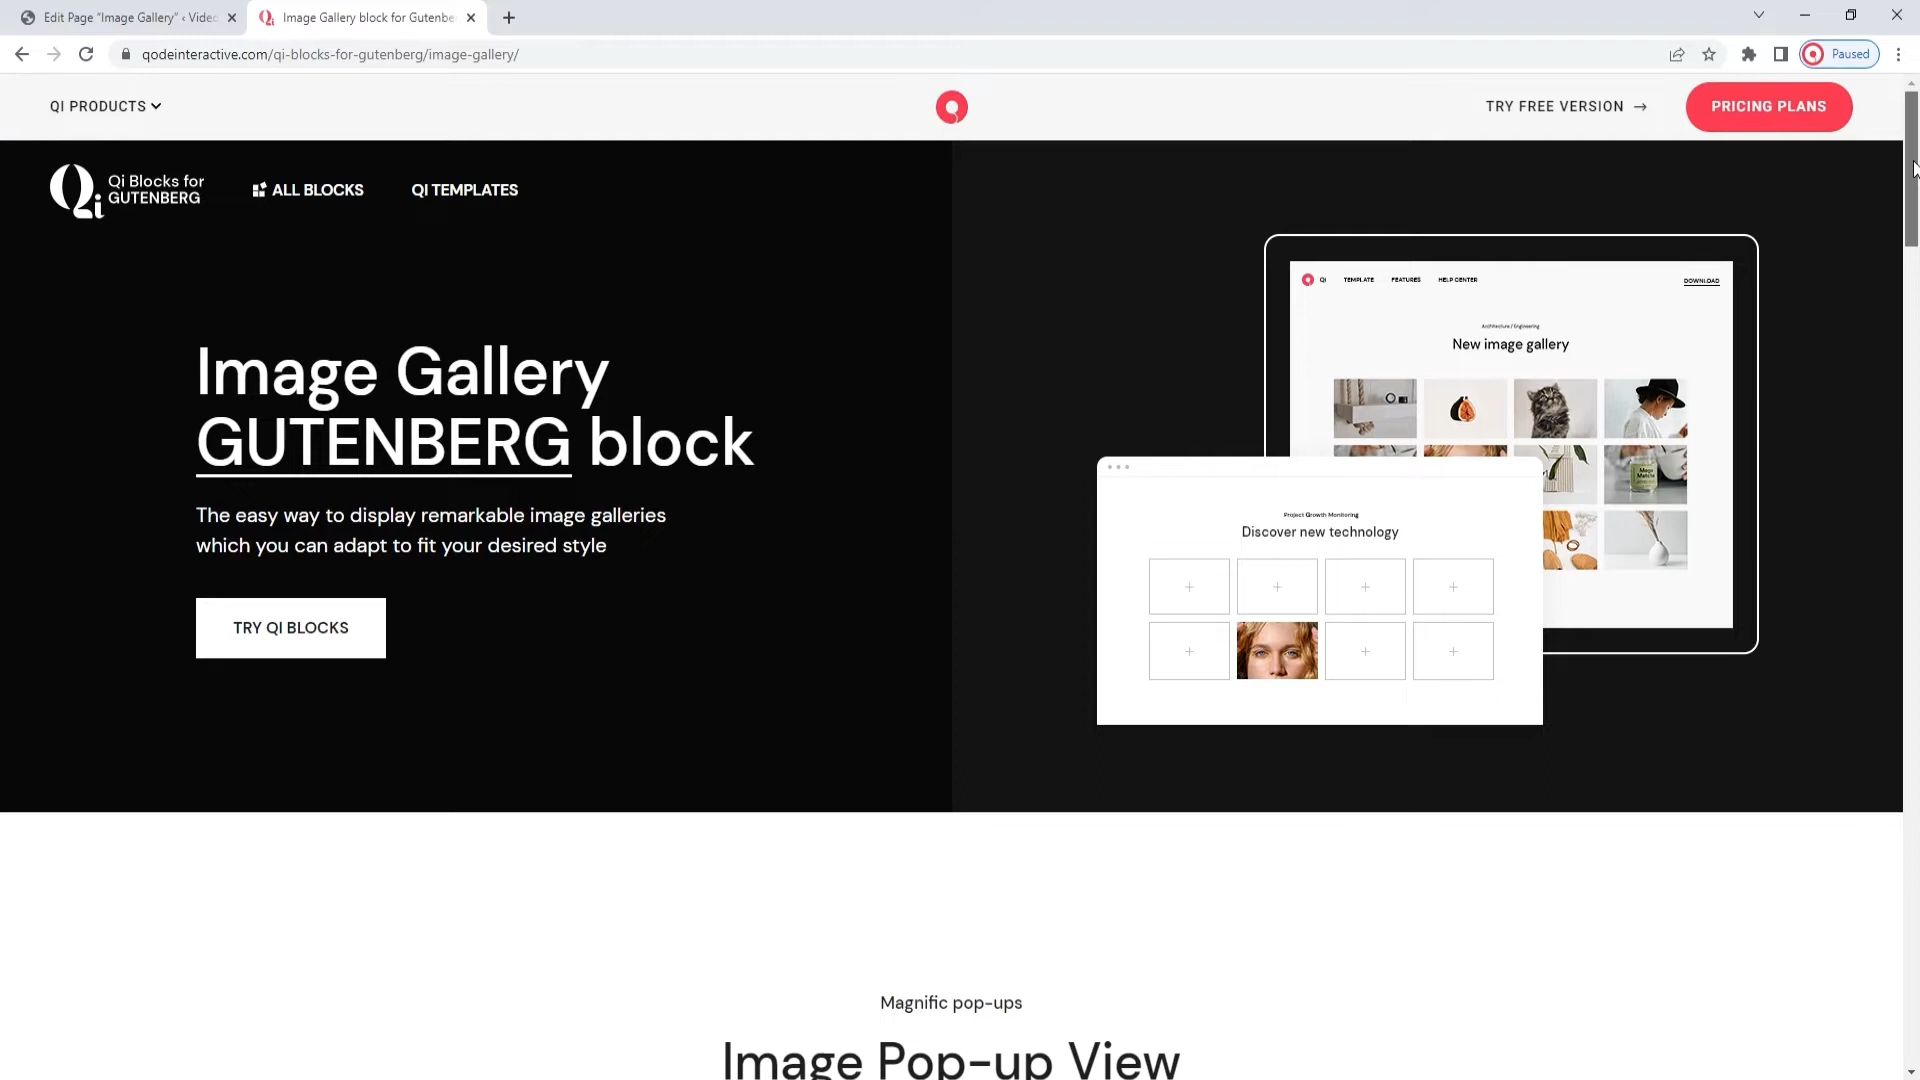 Edit Page “Image Gallery” ‹ Video
Image Gallery block for Gutenbe
qodeinteractive.com/qi-blocks-for-gutenberg/image-gallery/
Paused
QI PRODUCTS
TRY FREE VERSION →
PRICING PLANS
Qi Blocks for
GUTENBERG
ALL BLOCKS
QI TEMPLATES
Qi
TEMPLATE
FEATURES
HELP CENTER
DOWNLOAD
Architecture / Engineering
New image gallery
Image Gallery
GUTENBERG block
The easy way to display remarkable image galleries
which you can adapt to fit your desired style
TRY QI BLOCKS
Project Growth Monitoring
Discover new technology
Magnific pop-ups
Image Pop-up View